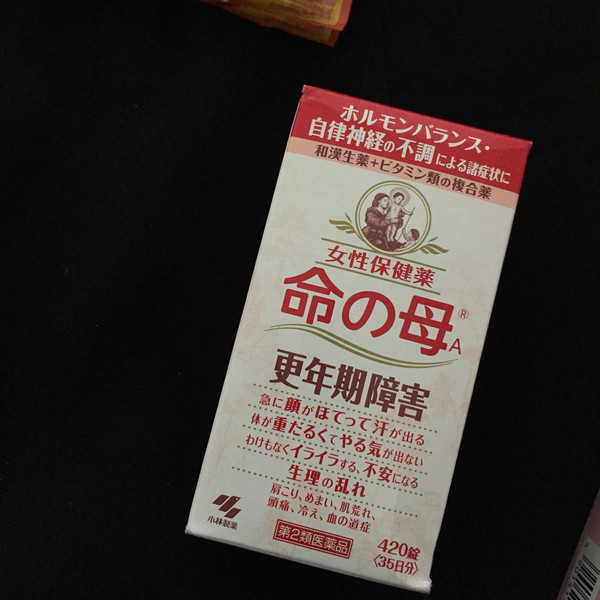 ホルモンバランス・
自律神経の不調による諸症状に
和漢生薬+ビタミン類の複合薬
女性保健薬
命の母®A
更年期障害
急に顔がほてって汗が出る
体が重だるくてやる気が出ない
わけもなくイライラする、不安になる
生理の乱れ
肩こり、めまい、肌荒れ、
頭痛、冷え、血の道症
小林製薬
第2類医薬品
420錠
〈35日分〉